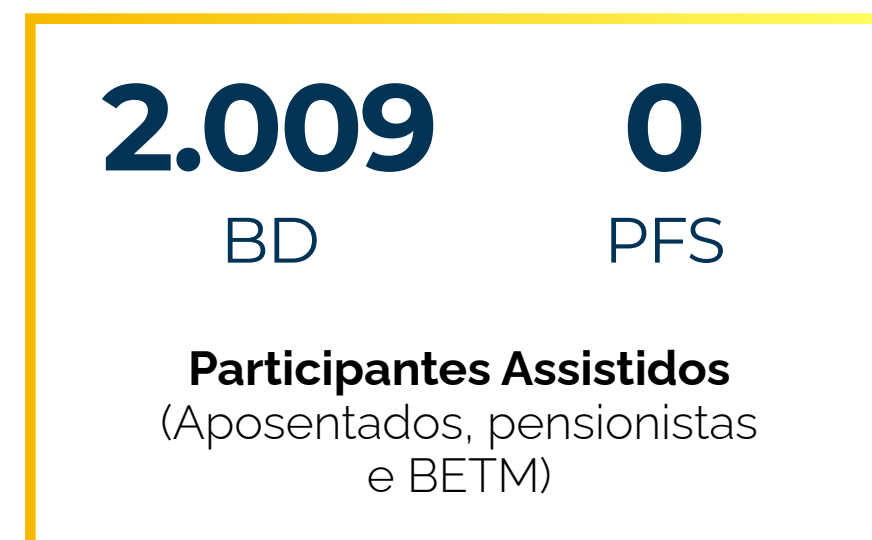 2.009 0
BD PFS
Participantes Assistidos
(Aposentados, pensionistas
e BETM)